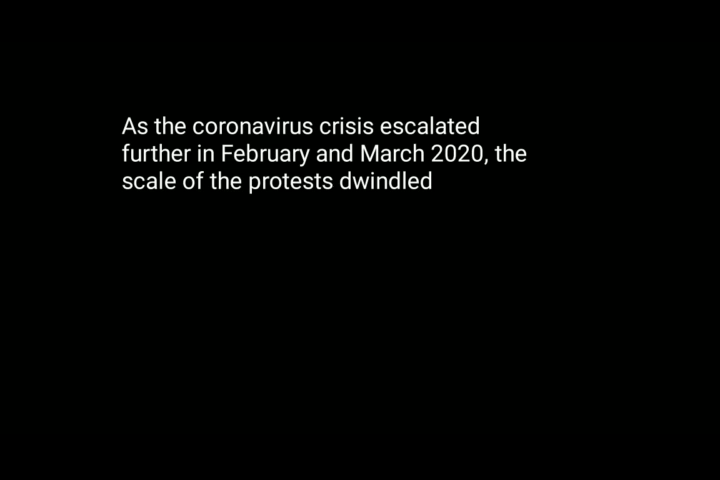 As the coronavirus crisis escalated
further in February and March 2020, the
scale of the protests dwindled